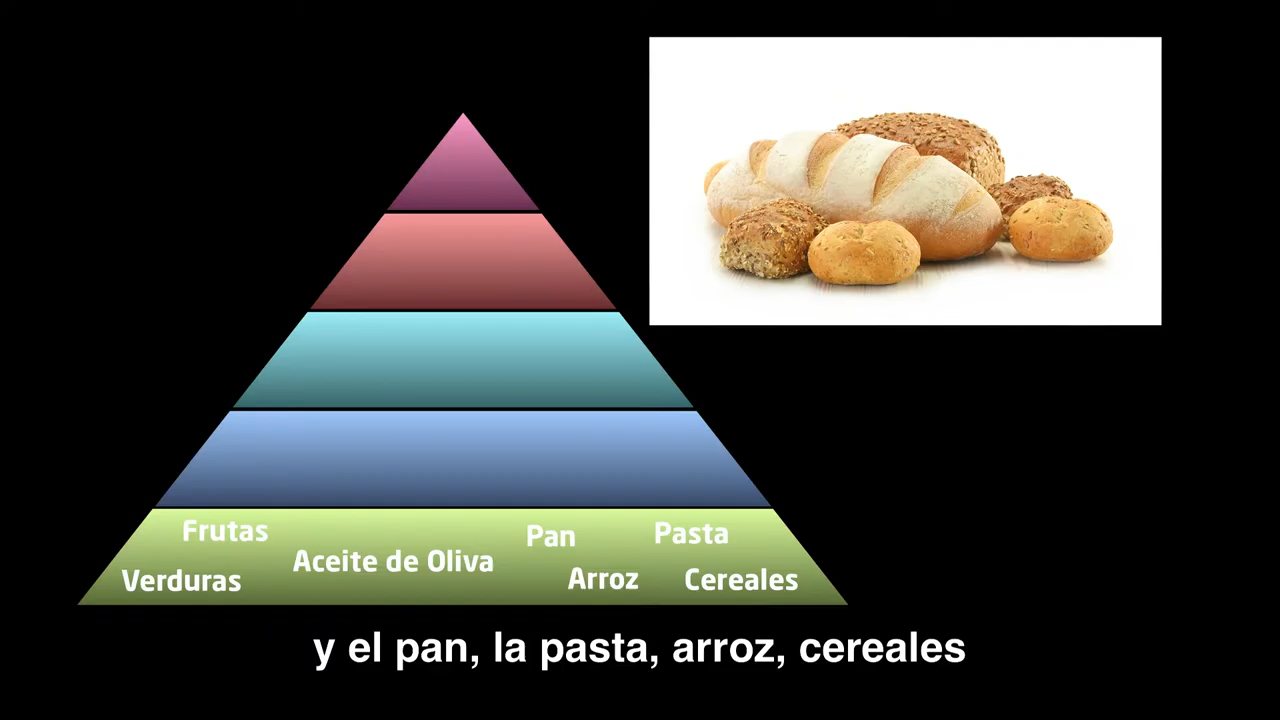 Frutas
Verduras
Aceite de Oliva
Pan
Arroz
Pasta
Cereales
y el pan, la pasta, arroz, cereales